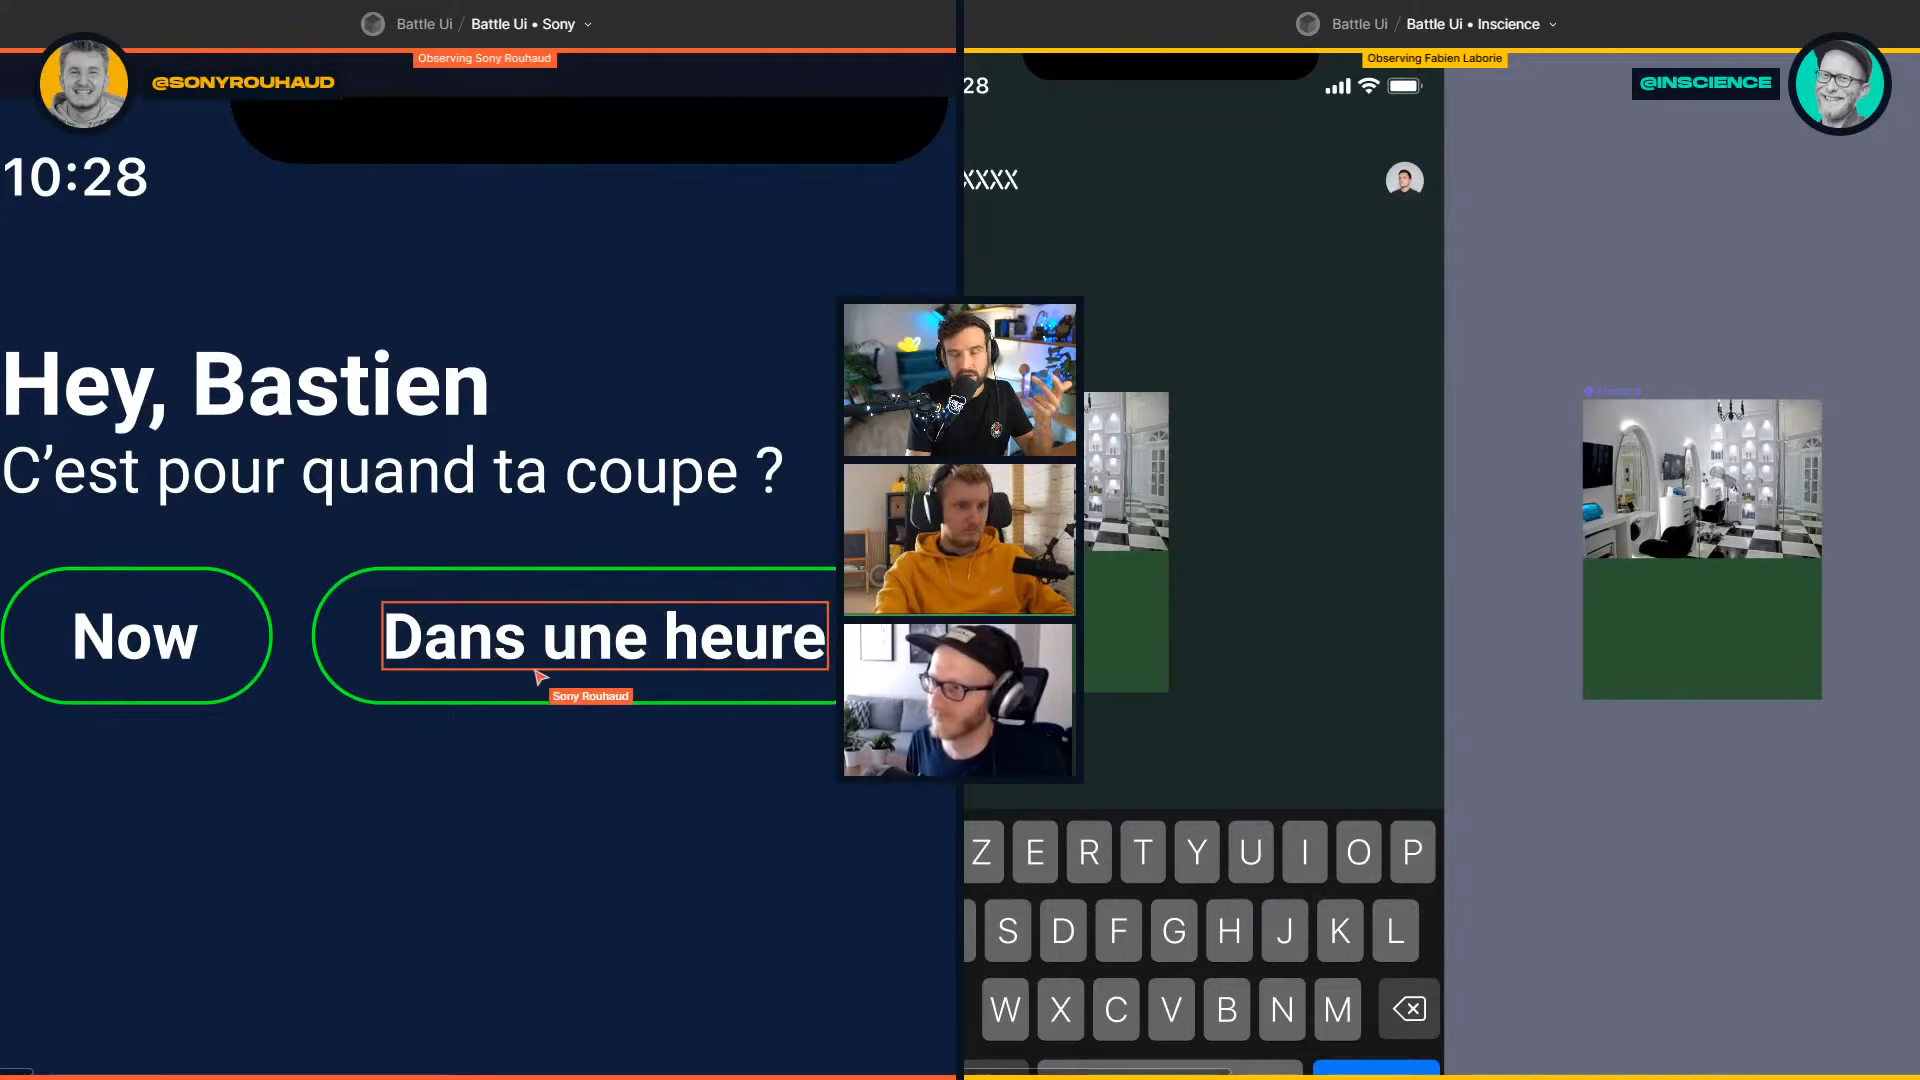 Battle Ui / Battle Ui • Sony
Battle Ui / Battle Ui • Inscience
Observing Sony Rouhaud
Observing Fabien Laborie
@SONYROUHAUD
@INSCIENCE
10:28
Hey, Bastien
C’est pour quand ta coupe ?
Now
Dans une heure
Sony Rouhaud
28
XXXX
Z E R T Y U I O P
S D F G H J K L
W X C V B N M